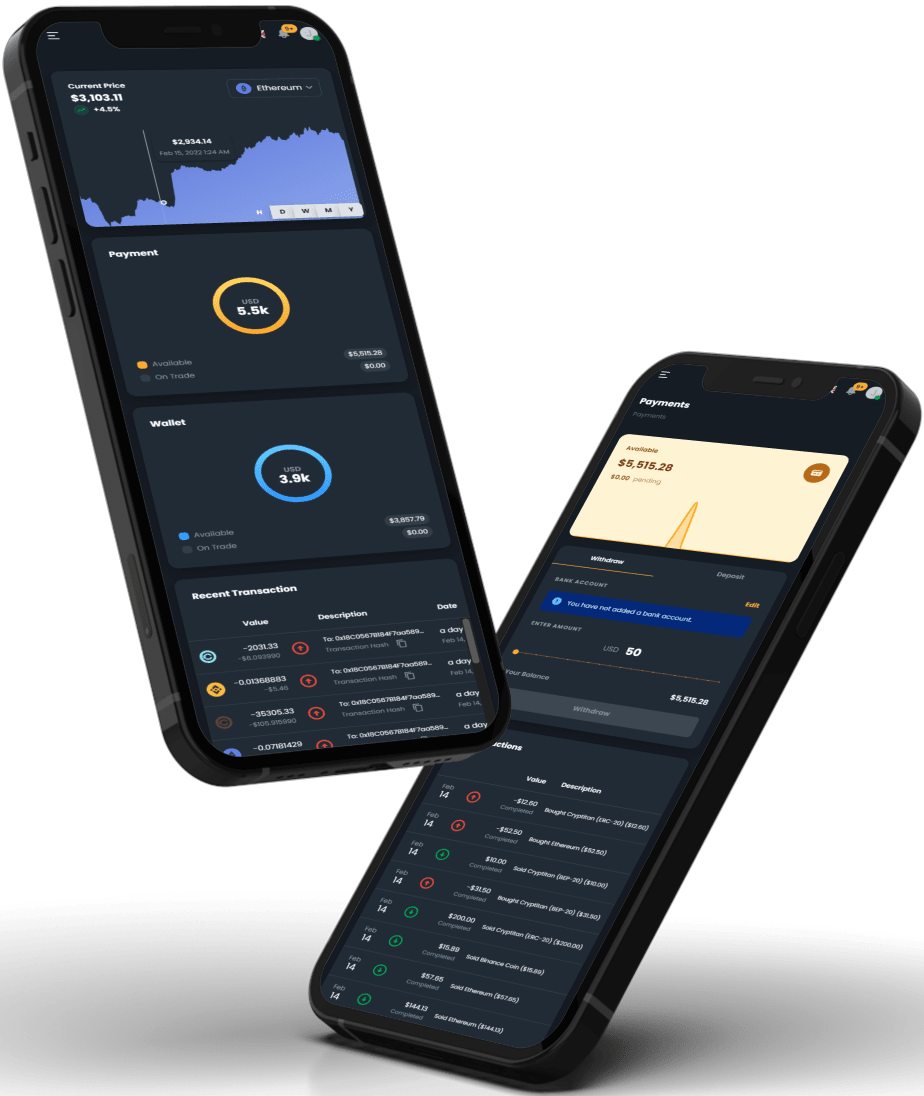 9+
Current Price
$3,103.11
+4.5%
Ethereum
$2,934.14
Feb 15, 2022 1:24 AM
H D W M Y
Payment
USD
5.5k
Available $5,515.28
On Trade $0.00
Wallet
USD
3.9k
Available $3,857.79
On Trade $0.00
Recent Transaction
Value Description Date
-2031.33 To: 0x18C05678184F7aa589... a day
-$6.093990 Transaction Hash Feb 14,
-0.01368883 To: 0x18C05678184F7aa589... a day
-$5.46 Transaction Hash Feb 14,
-35305.33 To: 0x18C05678184F7aa589... a day
-$105.915990 Transaction Hash Feb 14,
-0.07181429 To: 0x18C05678184F7aa589... a day
9+
Payments
Payments
Available
$5,515.28
$0.00 pending
Withdraw Deposit
BANK ACCOUNT Edit
You have not added a bank account.
ENTER AMOUNT
USD 50
Your Balance $5,515.28
Withdraw
uctions
Value Description
Feb 14 -$12.60 Bought Cryptitan (ERC-20) ($12.60)
Completed
Feb 14 -$52.50 Bought Ethereum ($52.50)
Completed
Feb 14 $10.00 Sold Cryptitan (BEP-20) ($10.00)
Completed
Feb 14 -$31.50 Bought Cryptitan (BEP-20) ($31.50)
Completed
Feb 14 $200.00 Sold Cryptitan (ERC-20) ($200.00)
Completed
Feb 14 $15.89 Sold Binance Coin ($15.89)
Completed
Feb 14 $57.65 Sold Ethereum ($57.65)
Completed
Feb 14 $144.13 Sold Ethereum ($144.13)
Completed